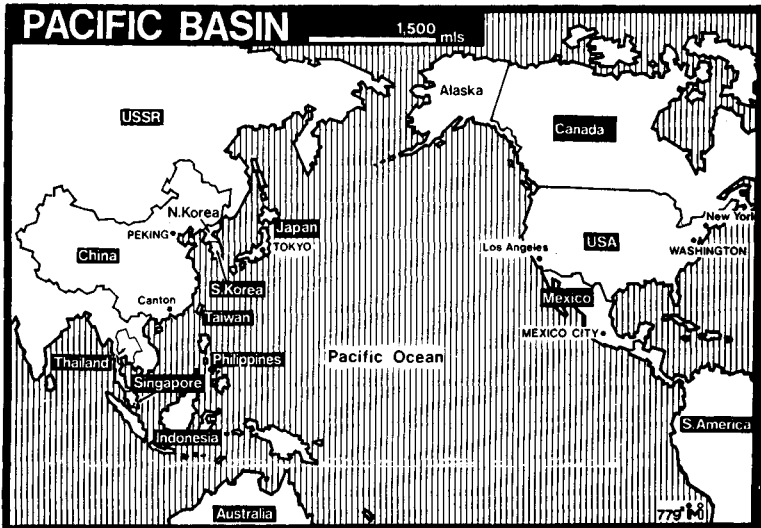 PACIFIC BASIN
1,500 mls
Alaska
USSR
Canada
N.Korea
New York
PEKING
Japan
TOKYO
USA
Los Angeles
WASHINGTON
China
S.Korea
Mexico
Canton
Taiwan
MEXICO CITY
Pacific Ocean
Philippines
Thailand
Singapore
S.America
Indonesia
Australia